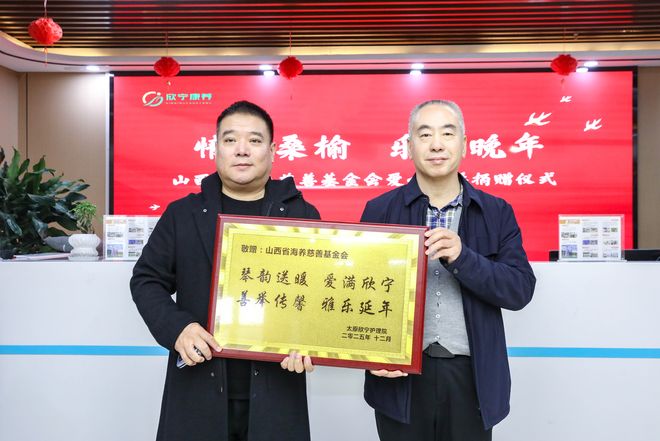 欣宁康养
桑榆 乐 晚年
山西 慈善基金会爱 捐赠仪式
敬赠：山西省海养慈善基金会
琴韵送暖 爱满欣宁
善举传馨 雅乐延年
太原欣宁护理院
二零二五年 十二月